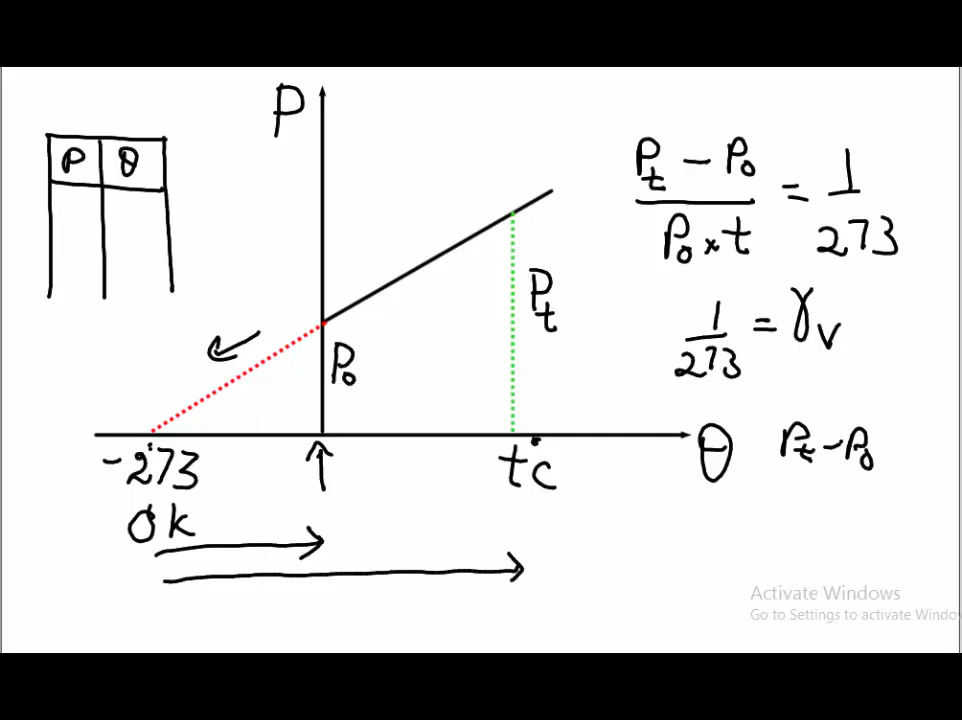 P
P θ
Pt – P0
P0 × t
= 1
273
Pt
1
273
= γv
P0
-273
t°c
θ
Pt – P0
0 k
Activate Windows
Go to Settings to activate Windo